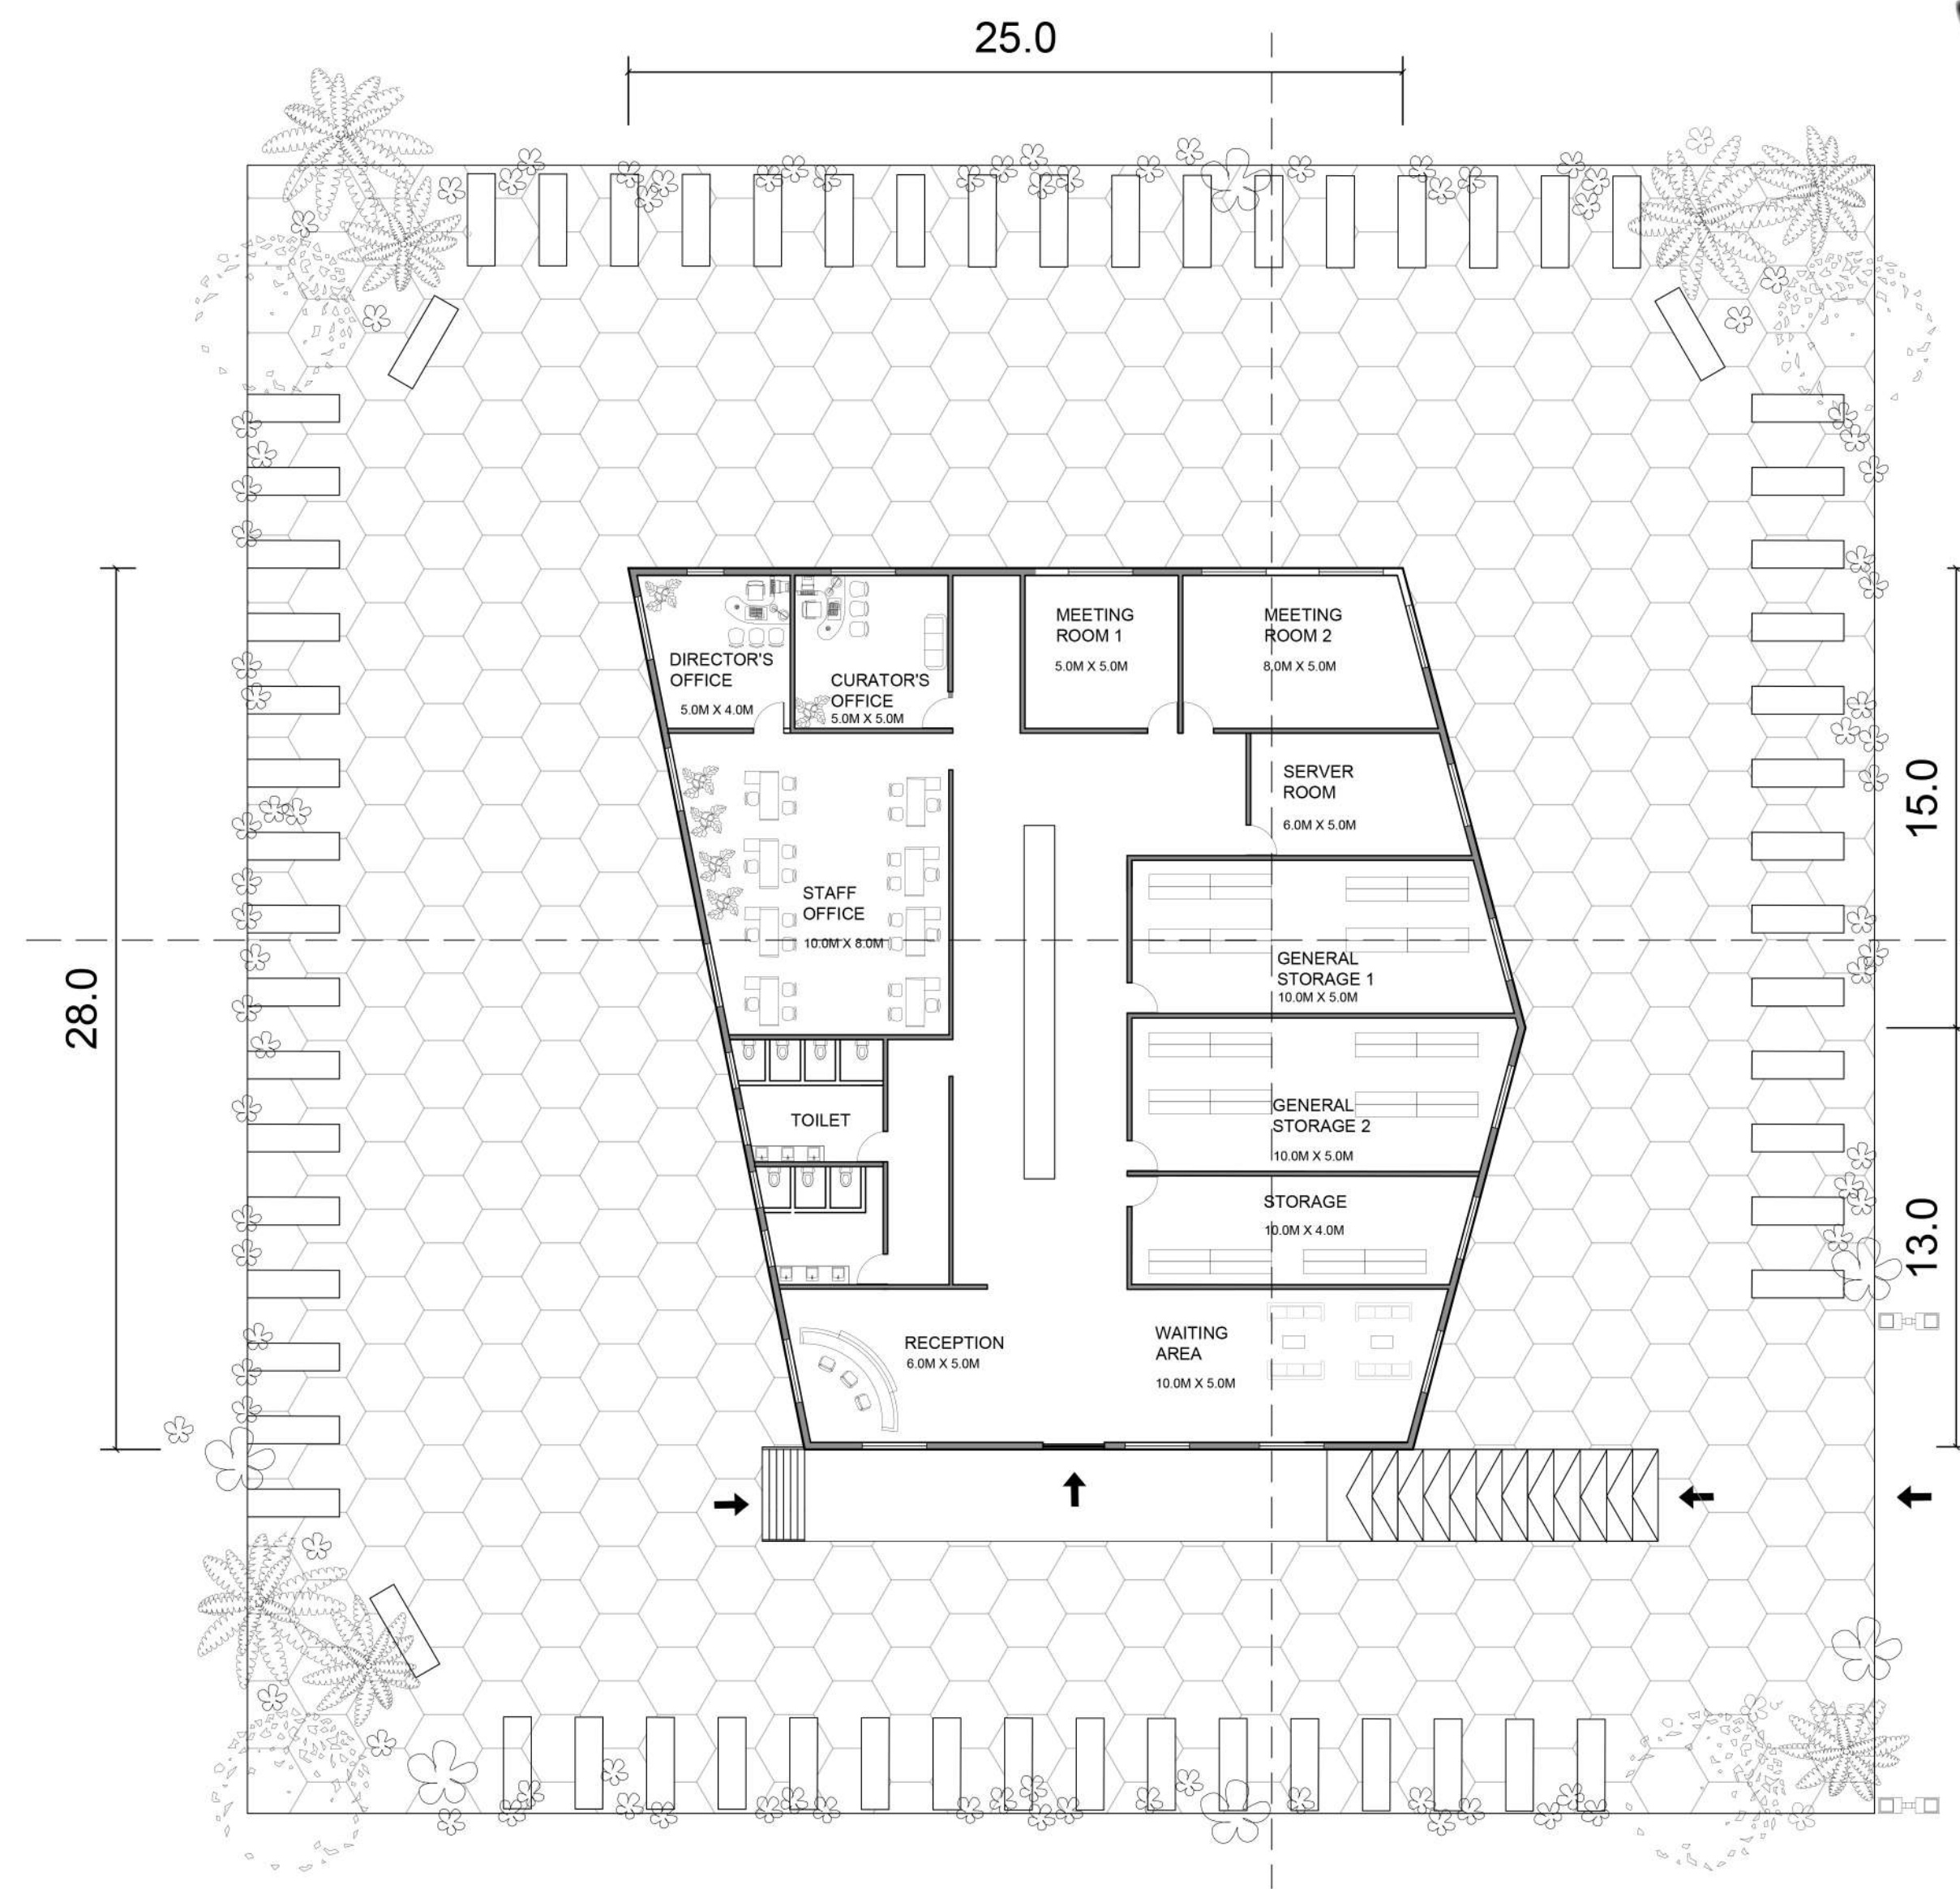 25.0
MEETING
ROOM 1
5.0M X 5.0M
MEETING
ROOM 2
8.0M X 5.0M
DIRECTOR'S
OFFICE
5.0M X 4.0M
CURATOR'S
OFFICE
5.0M X 5.0M
SERVER
ROOM
6.0M X 5.0M
15.0
STAFF
OFFICE
10.0M X 8.0M
GENERAL
STORAGE 1
10.0M X 5.0M
28.0
GENERAL
STORAGE 2
10.0M X 5.0M
TOILET
STORAGE
10.0M X 4.0M
13.0
RECEPTION
6.0M X 5.0M
WAITING
AREA
10.0M X 5.0M